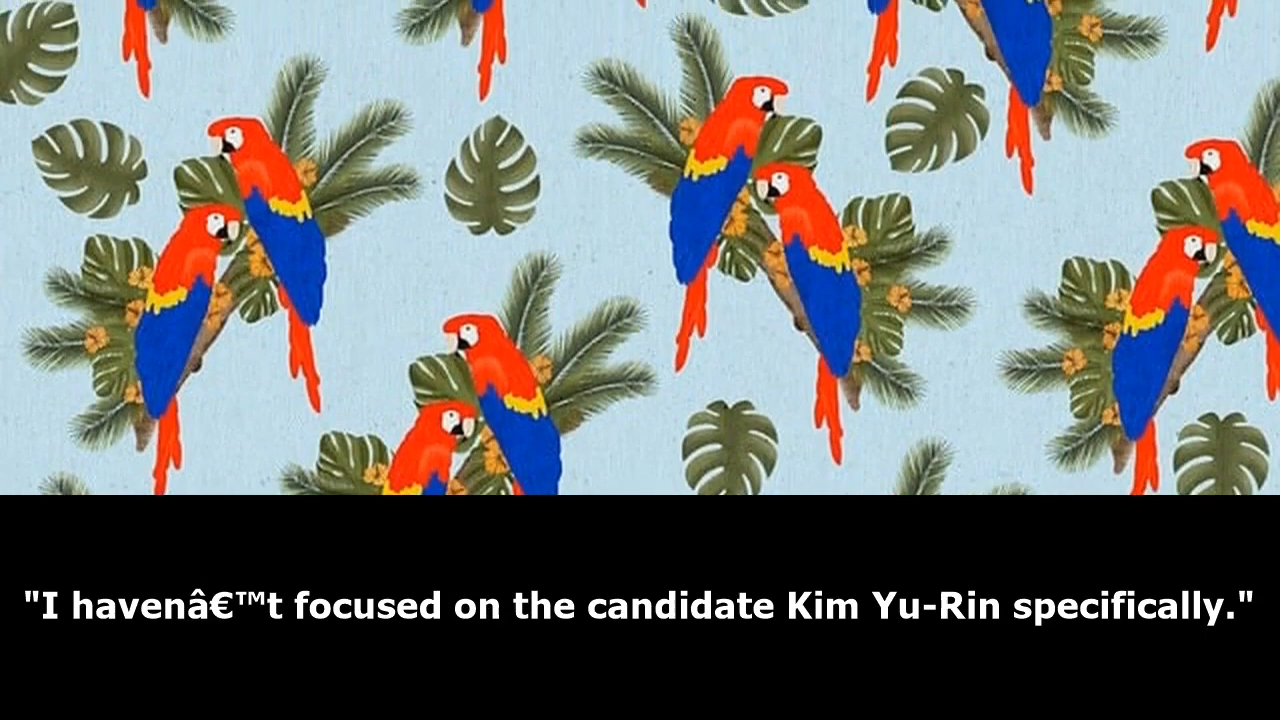 "I havenâ€™t focused on the candidate Kim Yu-Rin specifically."